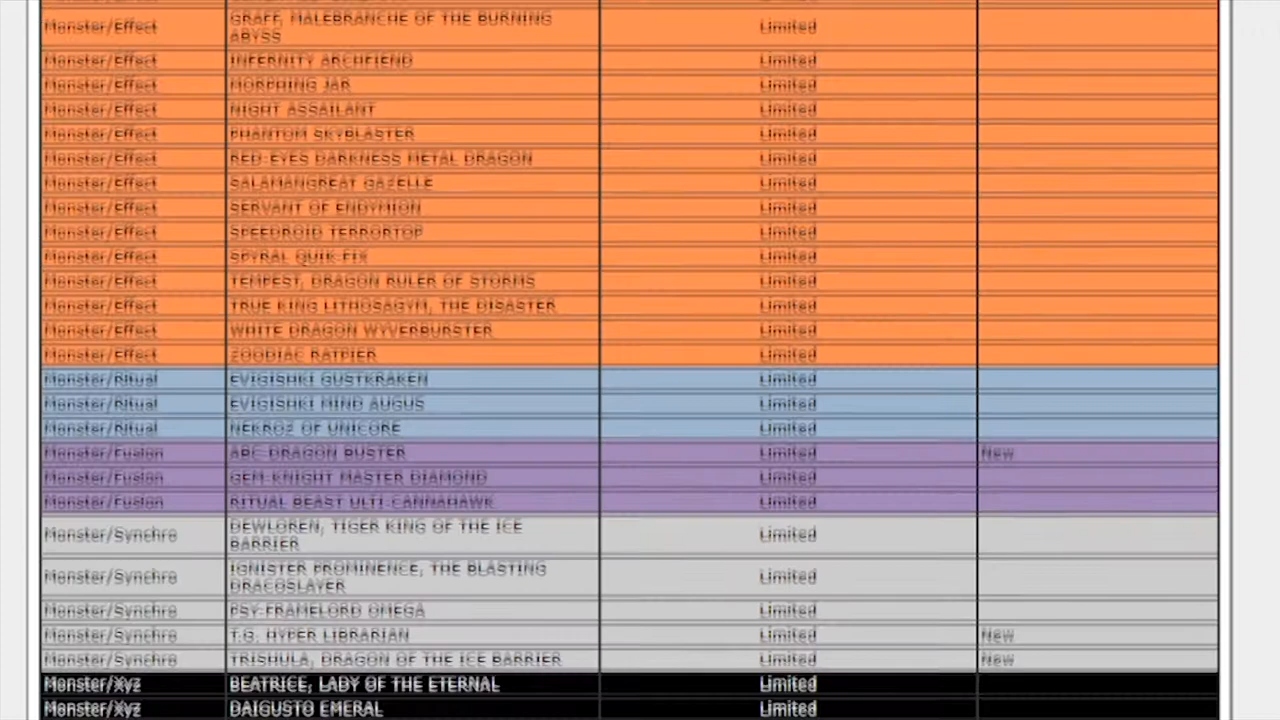 Monster/Effect GRAFF, MALEBRANCHE OF THE BURNING Limited
ABYSS
Monster/Effect INFERNITY ARCHFIEND Limited
Monster/Effect MORPHING JAR Limited
Monster/Effect NIGHT ASSAILANT Limited
Monster/Effect PHANTOM SKYBLASTER Limited
Monster/Effect RED-EYES DARKNESS METAL DRAGON Limited
Monster/Effect SALAMANGREAT GAZELLE Limited
Monster/Effect SERVANT OF ENDYMION Limited
Monster/Effect SPEEDROID TERRORTOP Limited
Monster/Effect SPYRAL QUIK-FIX Limited
Monster/Effect TEMPEST, DRAGON RULER OF STORMS Limited
Monster/Effect TRUE KING LITHOSAGYM, THE DISASTER Limited
Monster/Effect WHITE DRAGON WYVERBURSTER Limited
Monster/Effect ZOODIAC RATPIER Limited
Monster/Ritual EVIGISHKI GUSTKRAKEN Limited
Monster/Ritual EVIGISHKI MIND AUGUS Limited
Monster/Ritual NEKROZ OF UNICORE Limited
Monster/Fusion ABC-DRAGON BUSTER Limited New
Monster/Fusion GEM-KNIGHT MASTER DIAMOND Limited
Monster/Fusion RITUAL BEAST ULTI-CANNAHAWK Limited
Monster/Synchro DEWLOREN, TIGER KING OF THE ICE Limited
BARRIER
Monster/Synchro IGNISTER PROMINENCE, THE BLASTING Limited
DRACOSLAYER
Monster/Synchro PSY-FRAMELORD OMEGA Limited
Monster/Synchro T.G. HYPER LIBRARIAN Limited New
Monster/Synchro TRISHULA, DRAGON OF THE ICE BARRIER Limited New
Monster/Xyz BEATRICE, LADY OF THE ETERNAL Limited
Monster/Xyz DAIGUSTO EMERAL Limited